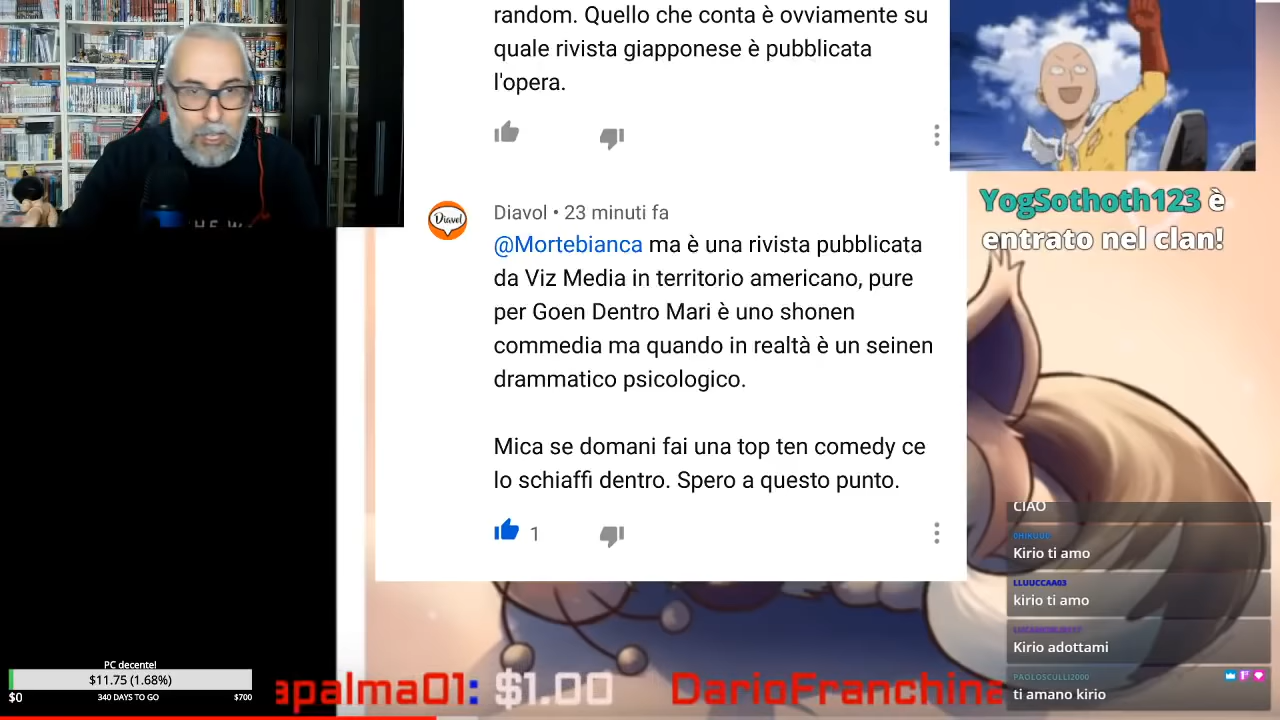 random. Quello che conta è ovviamente su
quale rivista giapponese è pubblicata
l'opera.
Diavol
Diavol • 23 minuti fa
@Mortebianca ma è una rivista pubblicata
da Viz Media in territorio americano, pure
per Goen Dentro Mari è uno shonen
commedia ma quando in realtà è un seinen
drammatico psicologico.
Mica se domani fai una top ten comedy ce
lo schiaffi dentro. Spero a questo punto.
1
YogSothoth123 è
entrato nel clan!
CIAO
Kirio ti amo
LLUUCCAA03
kirio ti amo
Kirio adottami
PAOLOSCULLI2000
ti amano kirio
PC decente!
$11.75 (1.68%)
$0
340 DAYS TO GO
$700
apalma01: $1.00
DarioFranchina